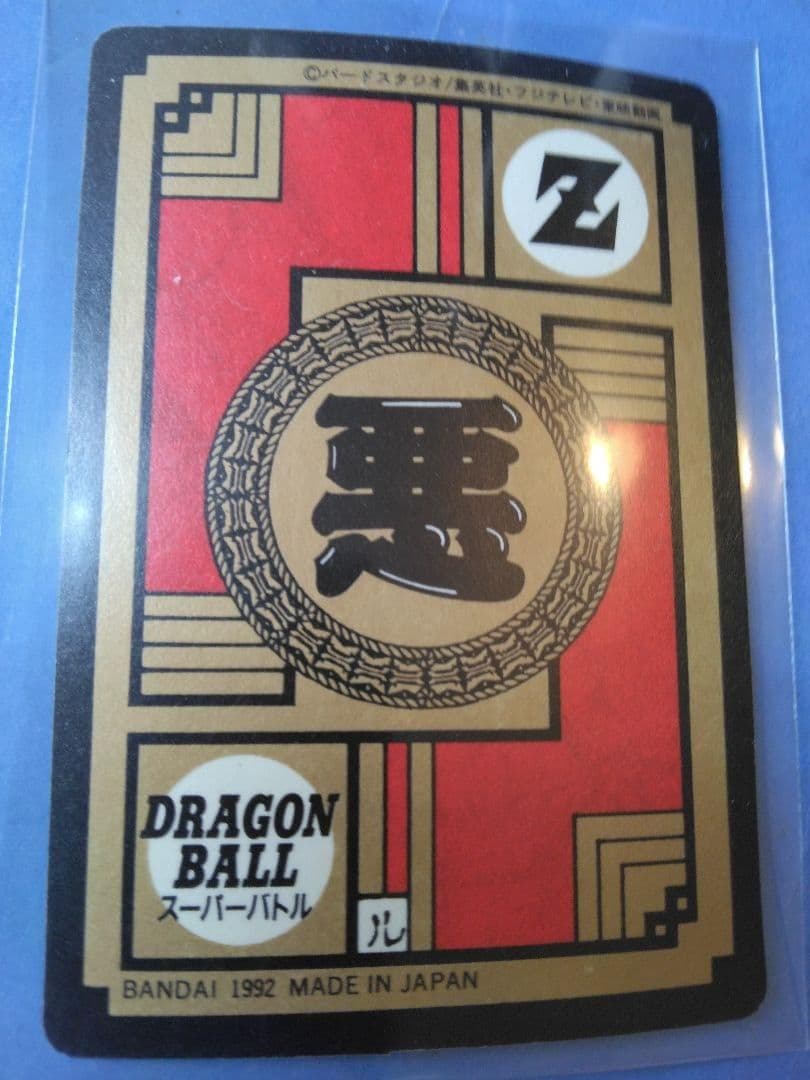 ©バードスタジオ/集英社・フジテレビ・東映動画
Z
悪
DRAGON
BALL
スーパーバトル
ル
BANDAI 1992 MADE IN JAPAN